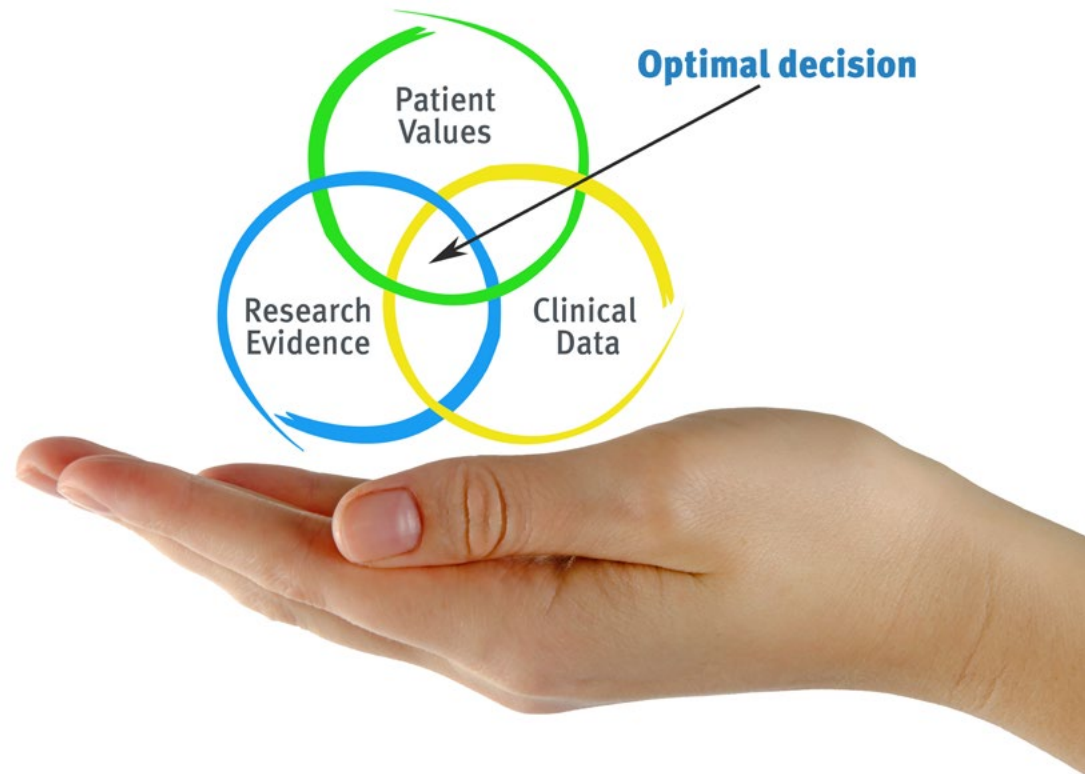 Optimal decision
Patient
Values
Research
Evidence
Clinical
Data